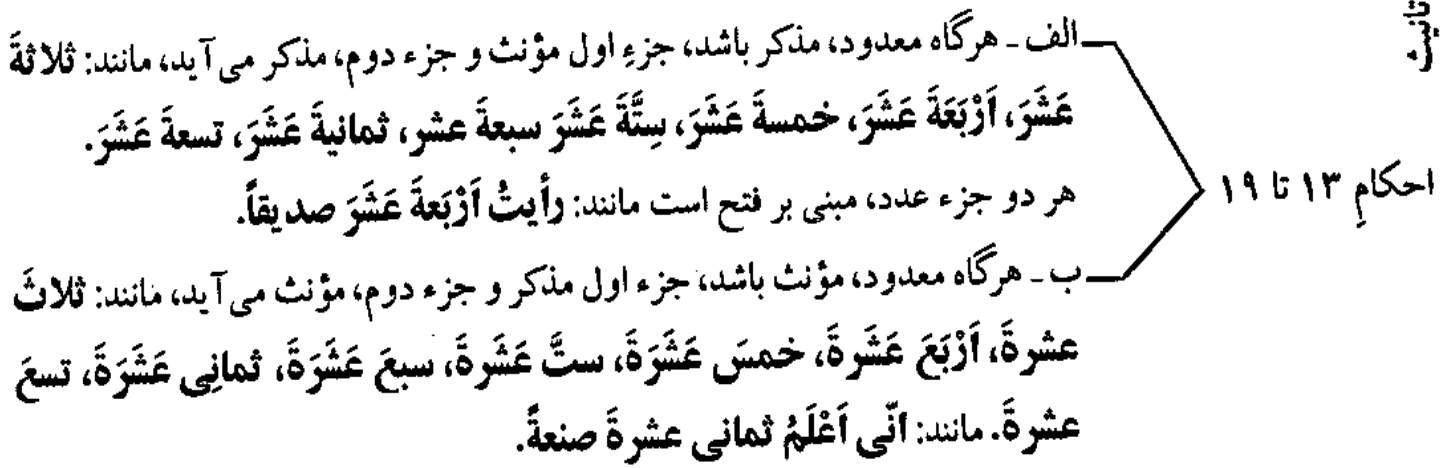 الف ـ هرگاه معدود، مذکر باشد، جزءِ اول مؤنث و جزء دوم، مذکر می‌آید، مانند: ثلاثةَ
عَشَرَ، اَرْبَعَةَ عَشَرَ، خمسةَ عَشَرَ، سِتَّةَ عَشَرَ سبعةَ عشر، ثمانيةَ عَشَرَ، تسعةَ عَشَرَ.
هر دو جزء عدد، مبنی بر فتح است مانند: رأيتُ اَرْبَعةَ عَشَرَ صديقاً.
احکامِ ۱۳ تا ۱۹
ب ـ هرگاه معدود، مؤنث باشد، جزء اول مذکر و جزء دوم، مؤنث می‌آید، مانند: ثلاثَ
عشرةَ، اَرْبَعَ عَشَرةَ، خمسَ عَشَرَةَ، ستَّ عَشَرةَ، سبعَ عَشَرَةَ، ثمانِی عَشَرَةَ، تسعَ
عشرةَ. مانند: انّی اَعْلَمُ ثمانی عشرةَ صنعةً.
تانیث